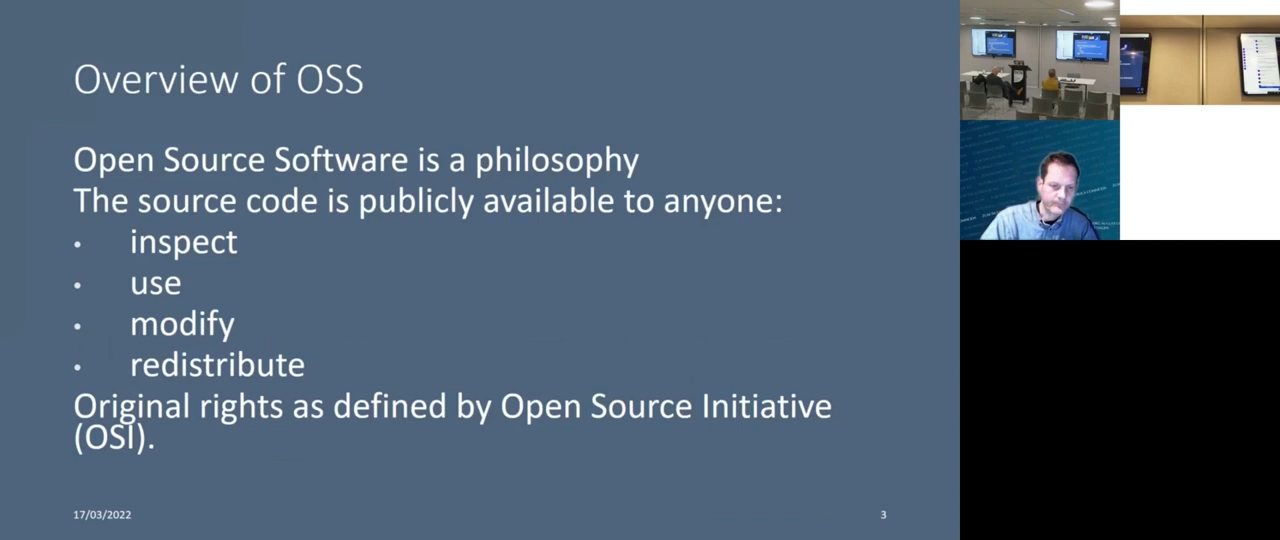 Overview of OSS
Open Source Software is a philosophy
The source code is publicly available to anyone:
• inspect
• use
• modify
• redistribute
Original rights as defined by Open Source Initiative
(OSI).
17/03/2022
3